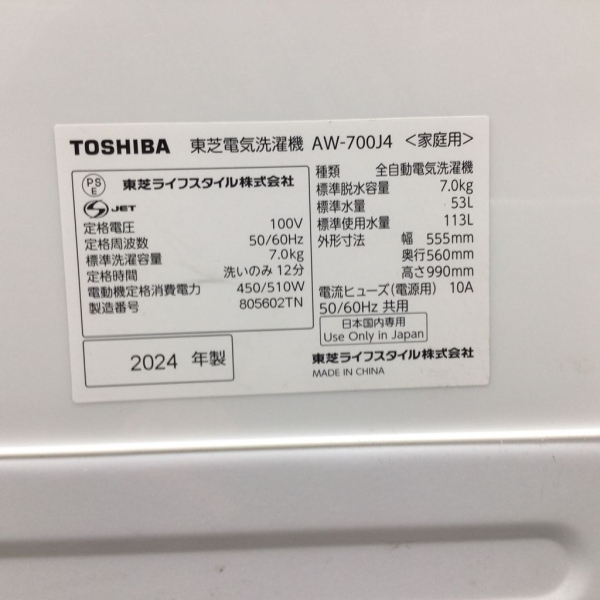 TOSHIBA 東芝電気洗濯機 AW-700J4 <家庭用>
PS E 東芝ライフスタイル株式会社
S JET
定格電圧 100V
定格周波数 50/60Hz
標準洗濯容量 7.0kg
定格時間 洗いのみ 12分
電動機定格消費電力 450/510W
製造番号 805602TN
2024 年製
種類 全自動電気洗濯機
標準脱水容量 7.0kg
標準水量 53L
標準使用水量 113L
外形寸法 幅 555mm
奥行560mm
高さ990mm
電流ヒューズ(電源用) 10A
50/60Hz 共用
日本国内専用
Use Only in Japan
東芝ライフスタイル株式会社
MADE IN CHINA